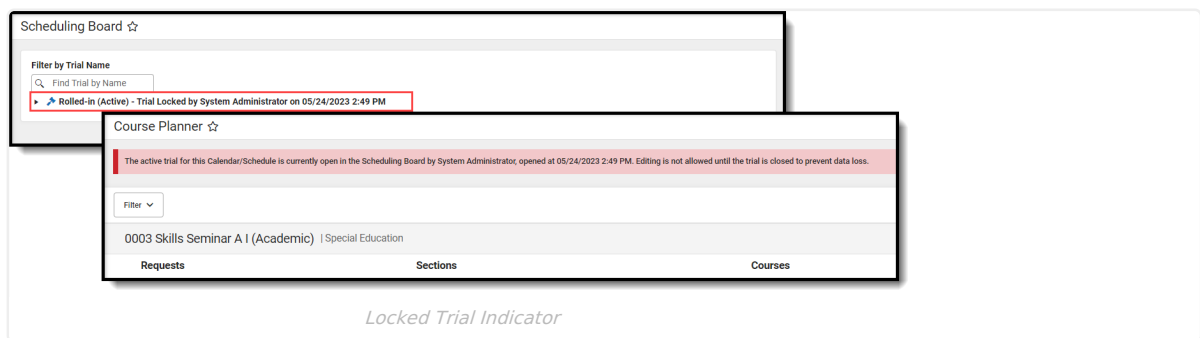 Scheduling Board
Filter by Trial Name
Find Trial by Name
Rolled-in (Active) - Trial Locked by System Administrator on 05/24/2023 2:49 PM
Course Planner
The active trial for this Calendar/Schedule is currently open in the Scheduling Board by System Administrator, opened at 05/24/2023 2:49 PM. Editing is not allowed until the trial is closed to prevent data loss.
Filter
0003 Skills Seminar A I (Academic) | Special Education
Requests Sections Courses
Locked Trial Indicator